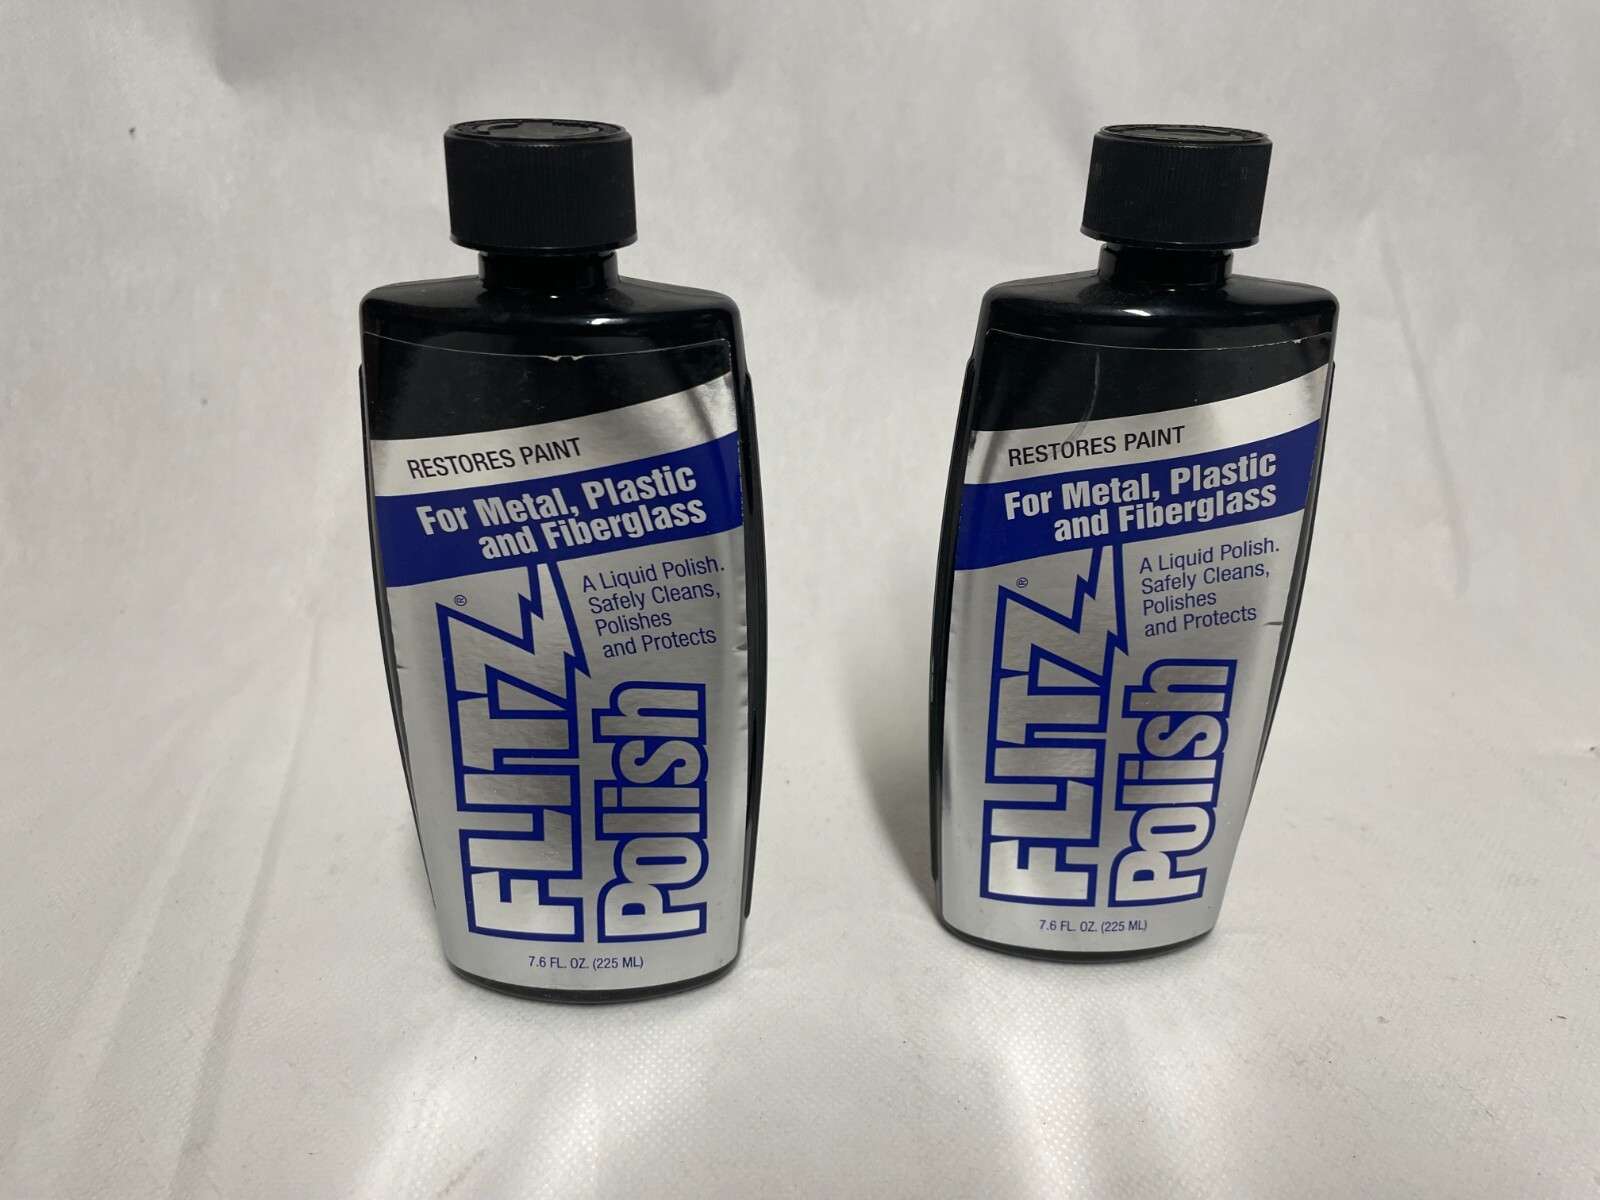 RESTORES PAINT
For Metal, Plastic
and Fiberglass
A Liquid Polish.
Safely Cleans,
Polishes
and Protects
FLITZ®
Polish
7.6 FL. OZ. (225 ML)
RESTORES PAINT
For Metal, Plastic
and Fiberglass
A Liquid Polish.
Safely Cleans,
Polishes
and Protects
FLITZ®
Polish
7.6 FL. OZ. (225 ML)